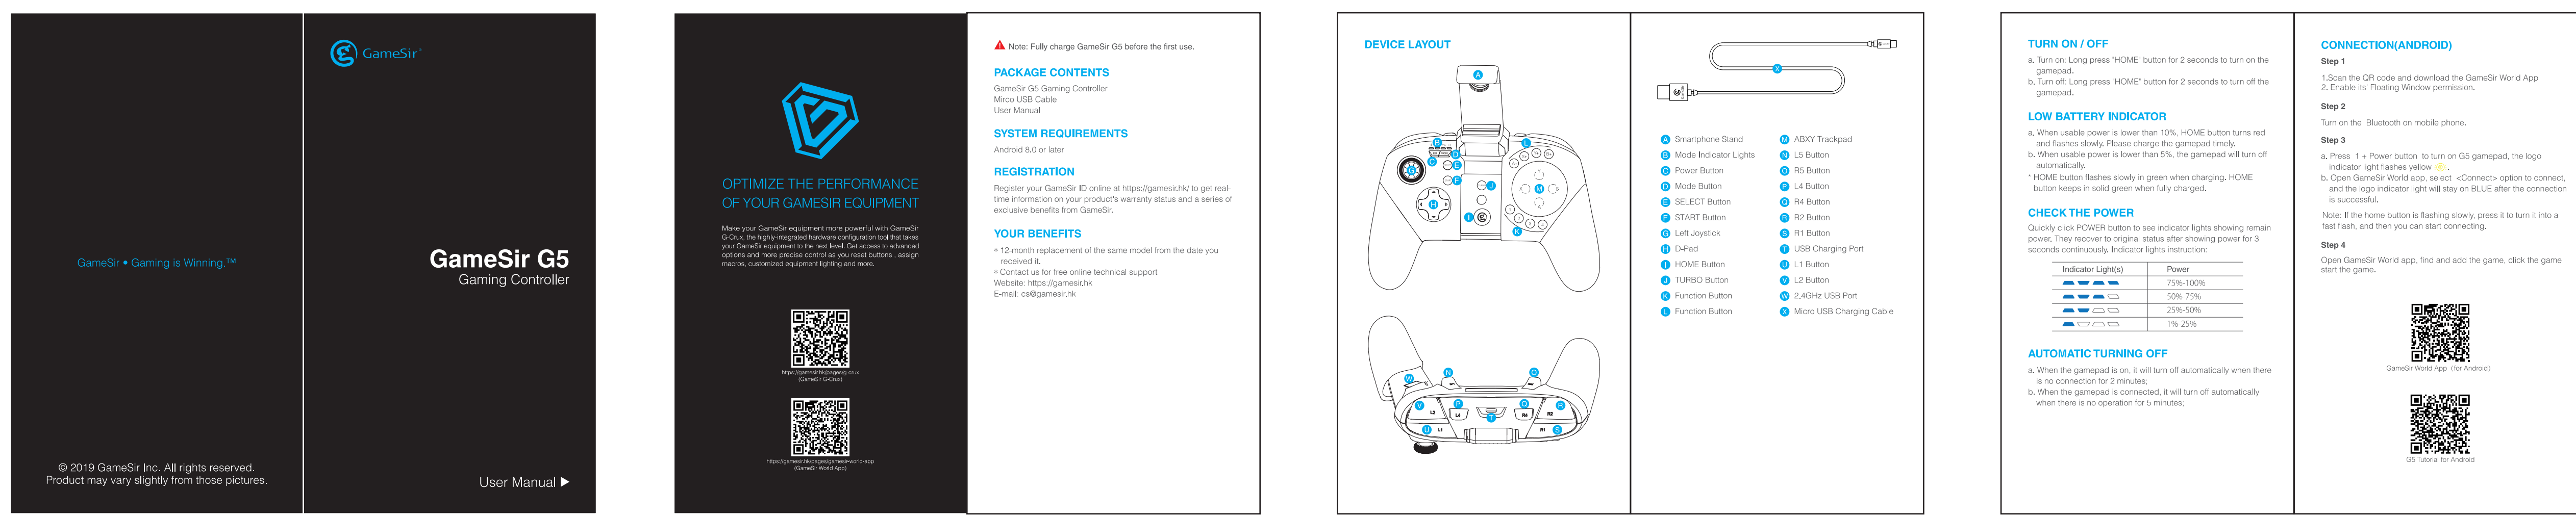 GameSir • Gaming is Winning.™
© 2019 GameSir Inc. All rights reserved.
Product may vary slightly from those pictures.
GameSir®
GameSir G5
Gaming Controller
User Manual
OPTIMIZE THE PERFORMANCE
OF YOUR GAMESIR EQUIPMENT
Make your GameSir equipment more powerful with GameSir
G-Crux, the highly-integrated hardware configuration tool that takes
your GameSir equipment to the next level. Get access to advanced
options and more precise control as you reset buttons , assign
macros, customized equipment lighting and more.
https://gamesir.hk/pages/g-crux
(GameSir G-Crux)
https://gamesir.hk/pages/gamesir-world-app
(GameSir World App)
Note: Fully charge GameSir G5 before the first use.
PACKAGE CONTENTS
GameSir G5 Gaming Controller
Mirco USB Cable
User Manual
SYSTEM REQUIREMENTS
Android 8.0 or later
REGISTRATION
Register your GameSir ID online at https://gamesir.hk/ to get real-
time information on your product's warranty status and a series of
exclusive benefits from GameSir.
YOUR BENEFITS
* 12-month replacement of the same model from the date you
received it.
* Contact us for free online technical support
Website: https://gamesir.hk
E-mail: cs@gamesir.hk
DEVICE LAYOUT
A
B
L
D
C
E
G
F
J
M
H
I
K
W
N
O
V
L2
P
L4
T
Q
R4
R
R2
U
L1
R1
S
X
A Smartphone Stand
B Mode Indicator Lights
C Power Button
D Mode Button
E SELECT Button
F START Button
G Left Joystick
H D-Pad
I HOME Button
J TURBO Button
K Function Button
L Function Button
M ABXY Trackpad
N L5 Button
O R5 Button
P L4 Button
Q R4 Button
R R2 Button
S R1 Button
T USB Charging Port
U L1 Button
V L2 Button
W 2.4GHz USB Port
X Micro USB Charging Cable
TURN ON / OFF
a. Turn on: Long press "HOME" button for 2 seconds to turn on the
gamepad.
b. Turn off: Long press "HOME" button for 2 seconds to turn off the
gamepad.
LOW BATTERY INDICATOR
a. When usable power is lower than 10%, HOME button turns red
and flashes slowly. Please charge the gamepad timely.
b. When usable power is lower than 5%, the gamepad will turn off
automatically.
* HOME button flashes slowly in green when charging. HOME
button keeps in solid green when fully charged.
CHECK THE POWER
Quickly click POWER button to see indicator lights showing remain
power. They recover to original status after showing power for 3
seconds continuously. Indicator lights instruction:
Indicator Light(s) Power
75%-100%
50%-75%
25%-50%
1%-25%
AUTOMATIC TURNING OFF
a. When the gamepad is on, it will turn off automatically when there
is no connection for 2 minutes;
b. When the gamepad is connected, it will turn off automatically
when there is no operation for 5 minutes;
CONNECTION(ANDROID)
Step 1
1.Scan the QR code and download the GameSir World App
2. Enable its' Floating Window permission.
Step 2
Turn on the Bluetooth on mobile phone.
Step 3
a. Press 1 + Power button to turn on G5 gamepad, the logo
indicator light flashes yellow .
b. Open GameSir World app, select <Connect> option to connect,
and the logo indicator light will stay on BLUE after the connection
is successful.
Note: If the home button is flashing slowly, press it to turn it into a
fast flash, and then you can start connecting.
Step 4
Open GameSir World app, find and add the game, click the game
start the game.
GameSir World App (for Android)
G5 Tutorial for Android